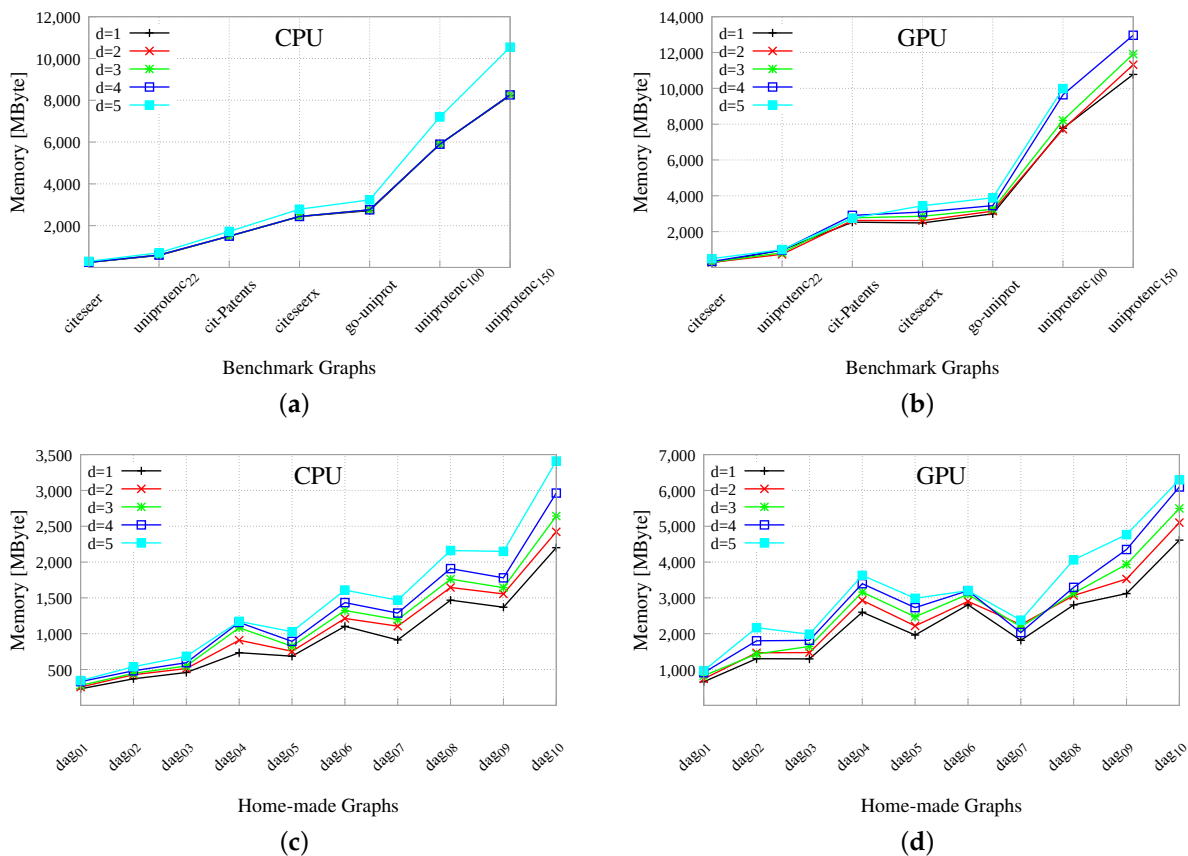 12,000
10,000
8,000
6,000
4,000
2,000
Memory [MByte]
d=1
d=2
d=3
d=4
d=5
CPU
citeseer
uniprotenc22
cit-Patents
citeseerx
go-uniprot
uniprotenc100
uniprotenc150
Benchmark Graphs
(a)
14,000
12,000
10,000
8,000
6,000
4,000
2,000
Memory [MByte]
d=1
d=2
d=3
d=4
d=5
GPU
citeseer
uniprotenc22
cit-Patents
citeseerx
go-uniprot
uniprotenc100
uniprotenc150
Benchmark Graphs
(b)
3,500
3,000
2,500
2,000
1,500
1,000
500
Memory [MByte]
d=1
d=2
d=3
d=4
d=5
CPU
dag01
dag02
dag03
dag04
dag05
dag06
dag07
dag08
dag09
dag10
Home-made Graphs
(c)
7,000
6,000
5,000
4,000
3,000
2,000
1,000
Memory [MByte]
d=1
d=2
d=3
d=4
d=5
GPU
dag01
dag02
dag03
dag04
dag05
dag06
dag07
dag08
dag09
dag10
Home-made Graphs
(d)